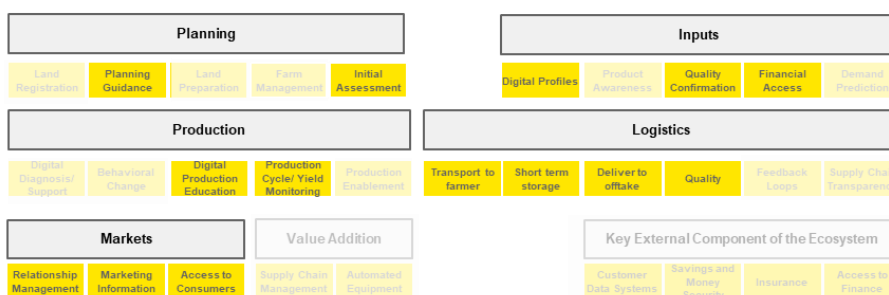 Planning
Inputs
Land
Registration
Planning
Guidance
Land
Preparation
Farm
Management
Initial
Assessment
Digital Profiles
Product
Awareness
Quality
Confirmation
Financial
Access
Demand
Prediction
Production
Logistics
Digital
Diagnosis/
Support
Behavioral
Change
Digital
Production
Education
Production
Cycle/ Yield
Monitoring
Production
Enablement
Transport to
farmer
Short term
storage
Deliver to
offtake
Quality
Feedback
Loops
Supply Chain
Transparenc
Markets
Value Addition
Key External Component of the Ecosystem
Relationship
Management
Marketing
Information
Access to
Consumers
Supply Chain
Management
Automated
Equipment
Customer
Data Systems
Savings and
Money
Security
Insurance
Access to
Finance